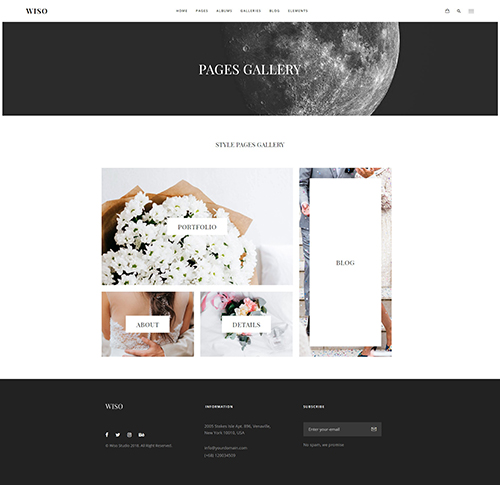 WISO
HOME PAGES ALBUMS GALLERIES BLOG ELEMENTS
PAGES GALLERY
STYLE PAGES GALLERY
PORTFOLIO
BLOG
ABOUT
DETAILS
WISO
© Wiso Studio 2018. All Right Reserved.
INFORMATION
2005 Stokes Isle Apt. 896, Venaville,
New York 10018, USA
info@yourdomain.com
(+68) 120034509
SUBSCRIBE
Enter your email
No spam, we promise